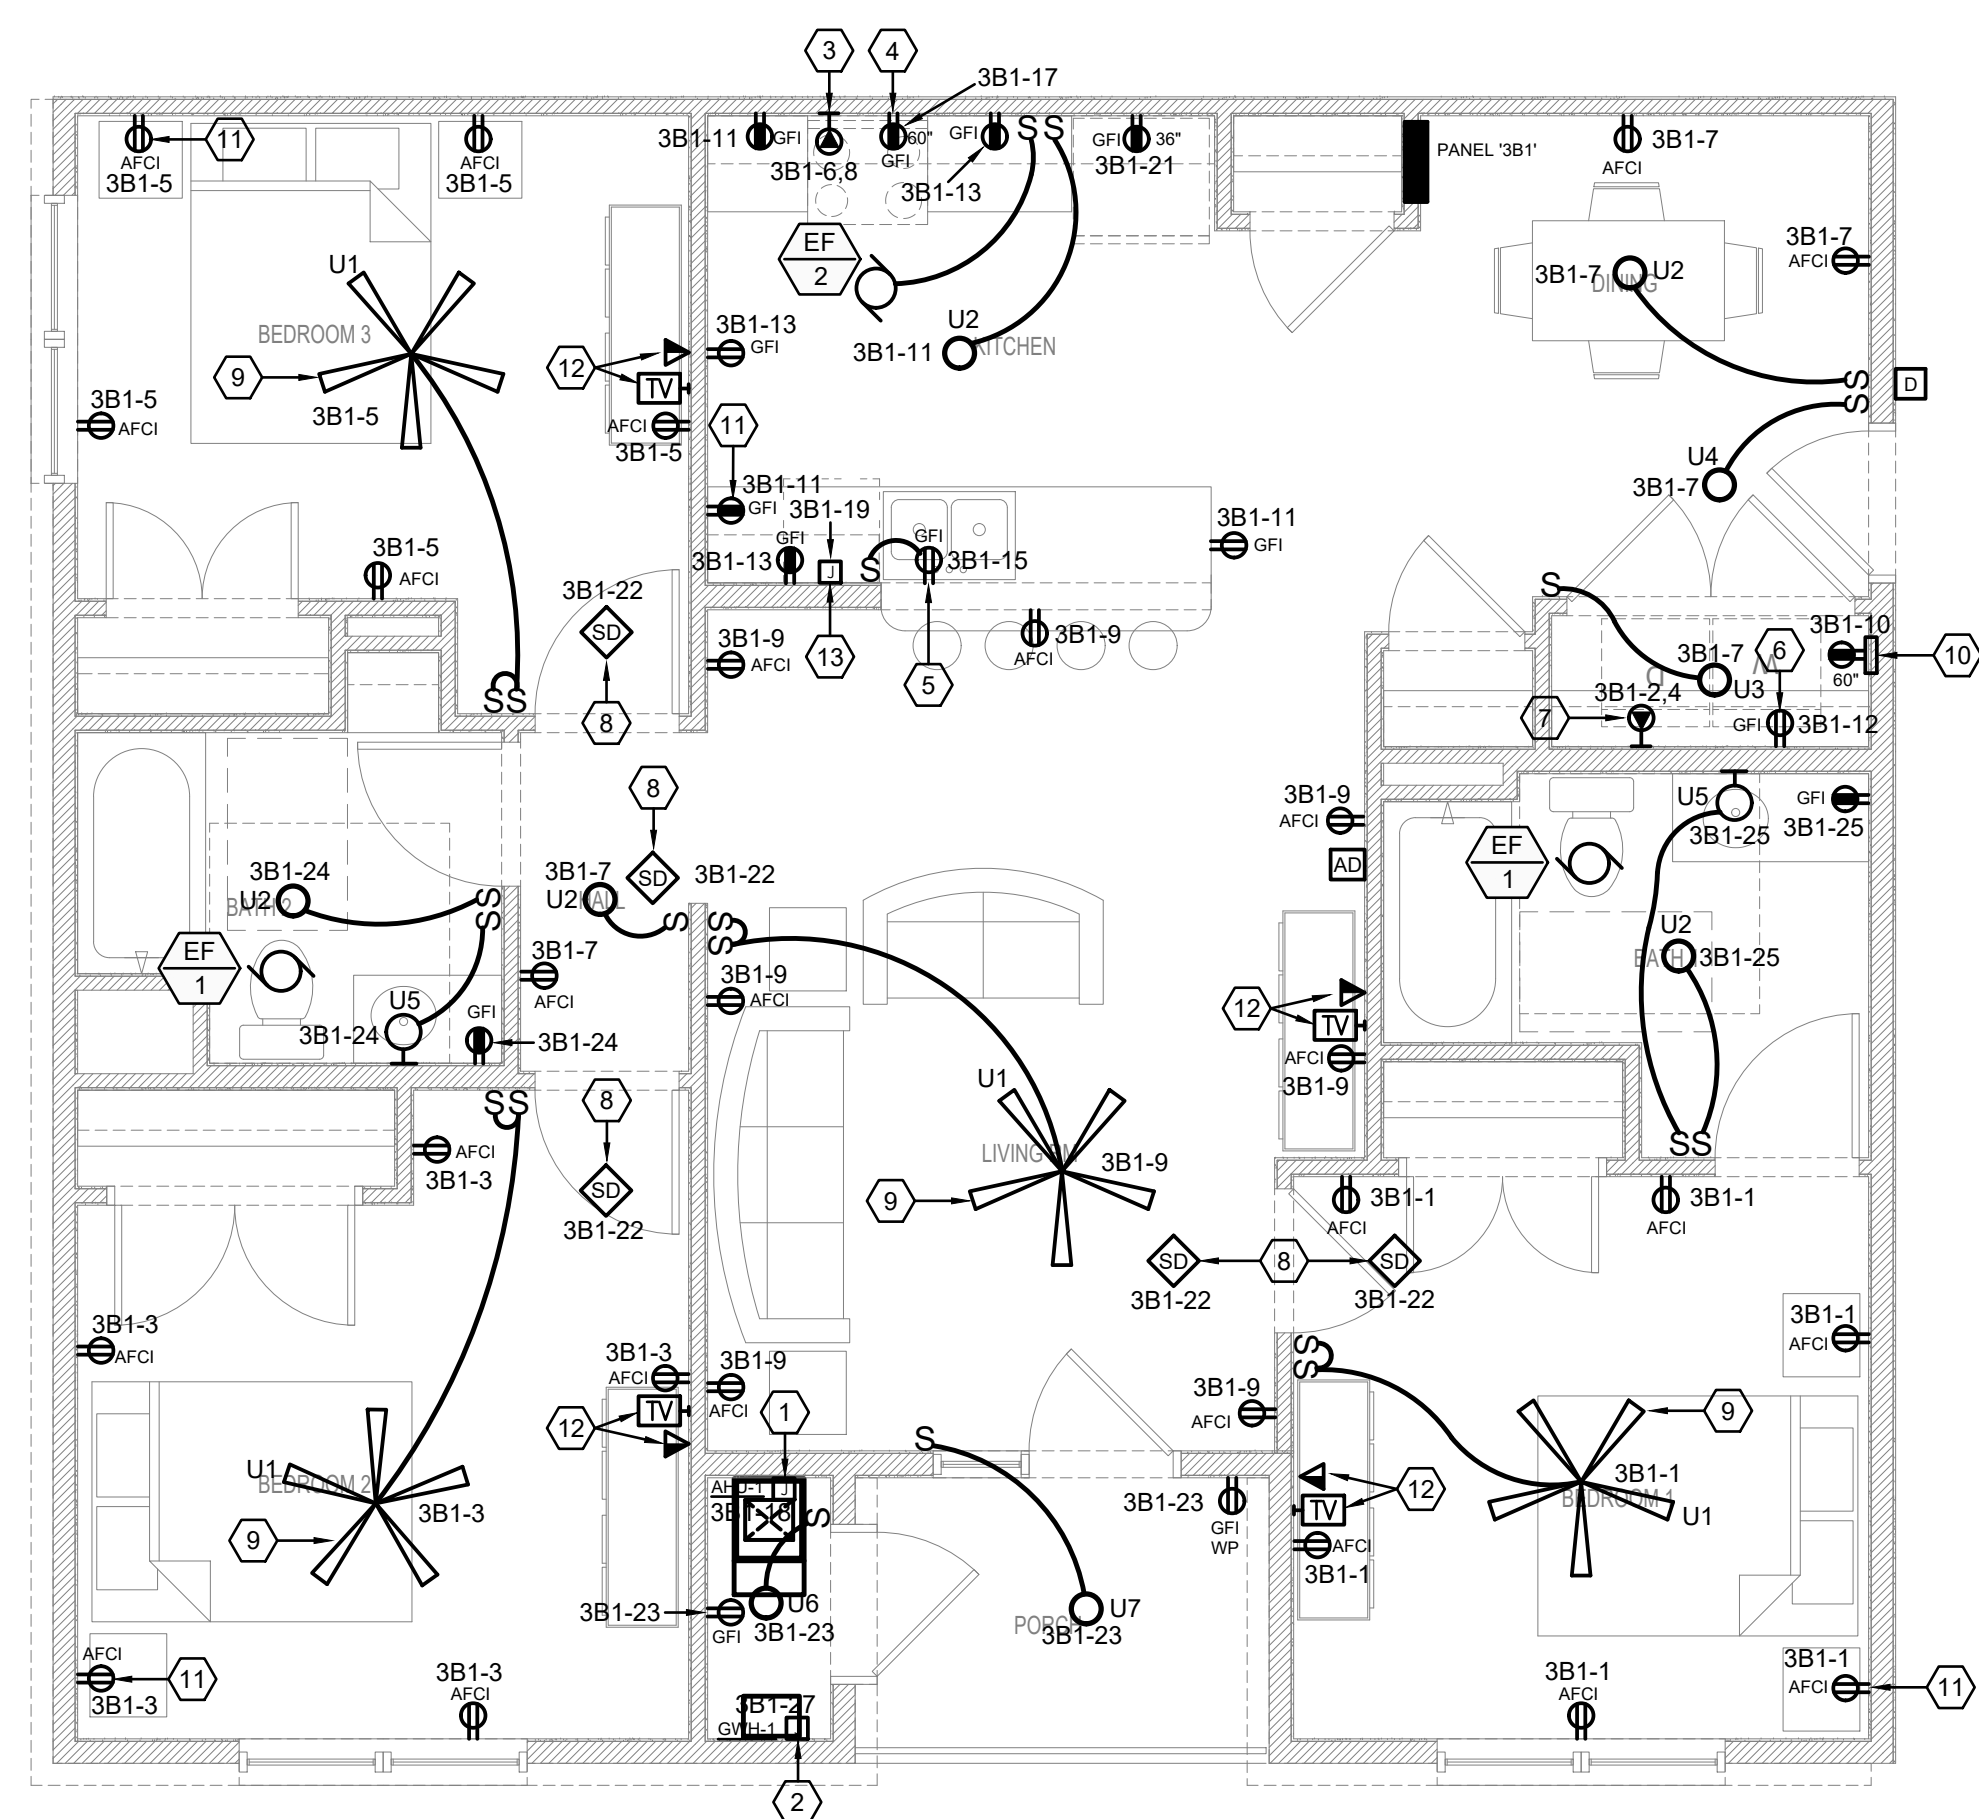 3
4
3B1-17
11
AFCI
3B1-5
AFCI
3B1-5
3B1-11
GFI
3B1-6,8
60"
GFI
GFI
3B1-13
GFI
36"
3B1-21
PANEL '3B1'
3B1-7
AFCI
EF
2
3B1-7
AFCI
U1
BEDROOM 3
3B1-7
U2
DINING
9
3B1-5
12
TV
3B1-13
GFI
U2
3B1-11
KITCHEN
S
S
S
S
D
3B1-5
AFCI
AFCI
3B1-5
11
3B1-11
GFI
3B1-19
U4
3B1-7
3B1-5
AFCI
3B1-13
GFI
J
S
GFI
3B1-15
3B1-11
GFI
3B1-22
SD
8
3B1-9
AFCI
13
5
3B1-9
AFCI
S
3B1-7
U3
D
W
6
3B1-10
60"
10
3B1-2,4
7
GFI
3B1-12
S
S
8
SD
3B1-22
3B1-9
AFCI
AD
U5
3B1-25
GFI
3B1-25
EF
1
3B1-24
U2
BATH 2
S
S
3B1-7
U2
HALL
S
S
S
U2
3B1-25
BATH
EF
1
3B1-7
AFCI
3B1-9
AFCI
12
TV
AFCI
3B1-9
U5
3B1-24
GFI
3B1-24
8
SD
3B1-22
S
S
3B1-3
AFCI
U1
LIVING RM
3B1-9
9
S
S
3B1-1
AFCI
3B1-1
AFCI
SD
3B1-22
8
SD
3B1-22
3B1-3
AFCI
3B1-3
AFCI
12
TV
3B1-9
AFCI
1
3B1-9
AFCI
S
S
3B1-1
AFCI
9
U1
BEDROOM 2
3B1-3
9
S
AHU-1
J
3B1-18
S
3B1-23
GFI
WP
12
TV
AFCI
3B1-1
3B1-1
BEDROOM 1
U1
3B1-23
GFI
U6
3B1-23
PORCH
U7
3B1-23
AFCI
3B1-3
11
3B1-3
AFCI
3B1-27
GWH-1
2
3B1-1
AFCI
3B1-1
AFCI
11